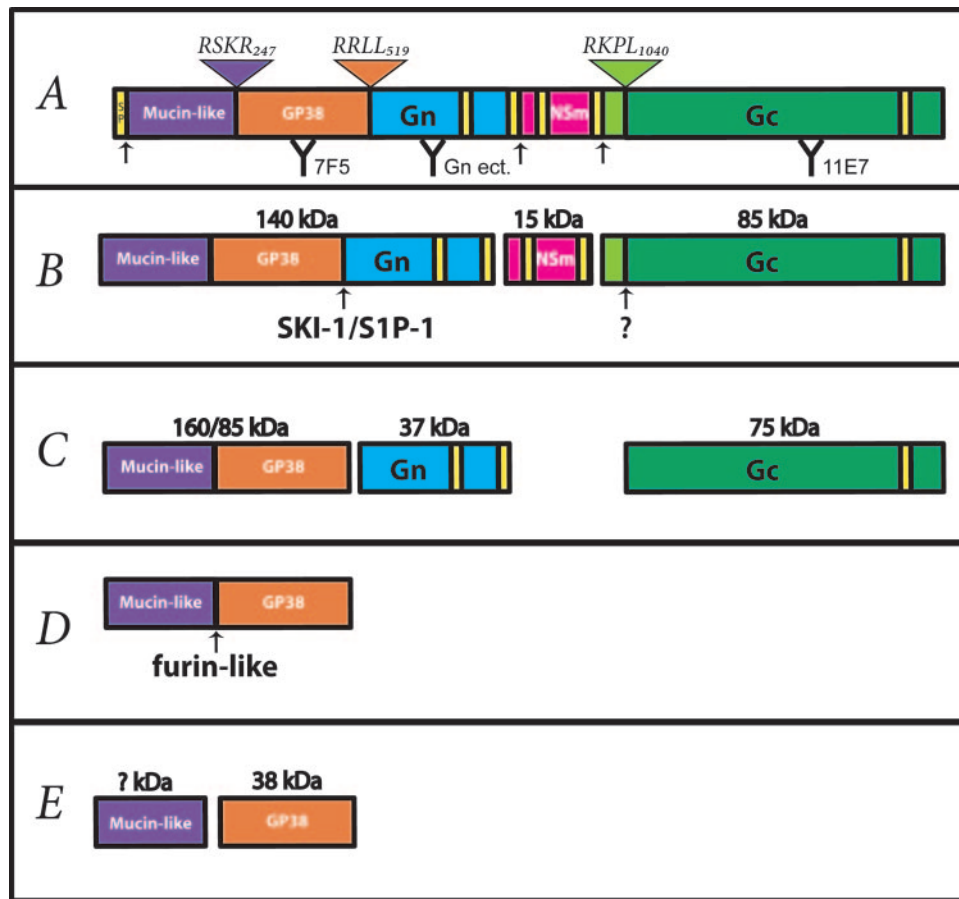 RSKR247 RRLL519 RKPL1040
A
SP Mucin-like GP38 Gn NSm Gc
7F5 Gn ect. 11E7
140 kDa 15 kDa 85 kDa
B
Mucin-like GP38 Gn NSm Gc
SKI-1/S1P-1 ?
160/85 kDa 37 kDa 75 kDa
C
Mucin-like GP38 Gn Gc
D
Mucin-like GP38
furin-like
? kDa 38 kDa
E
Mucin-like GP38